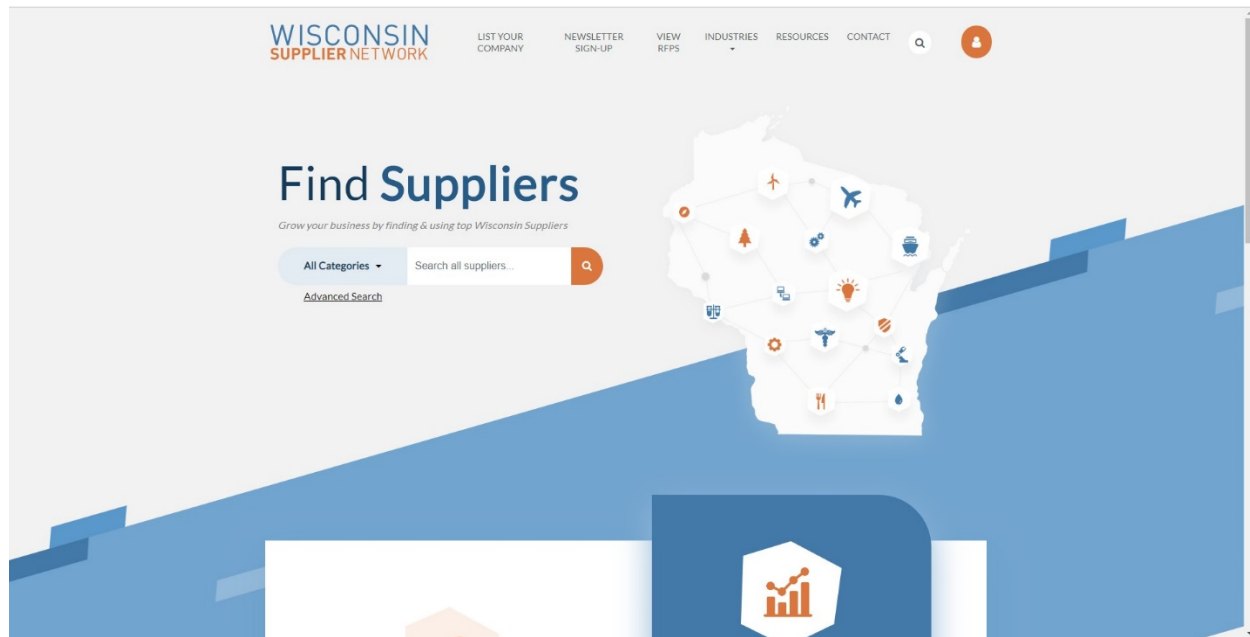 WISCONSIN
SUPPLIER NETWORK
LIST YOUR
COMPANY
NEWSLETTER
SIGN-UP
VIEW
RFPS
INDUSTRIES
RESOURCES
CONTACT
Find Suppliers
Grow your business by finding & using top Wisconsin Suppliers
All Categories
Search all suppliers...
Advanced Search